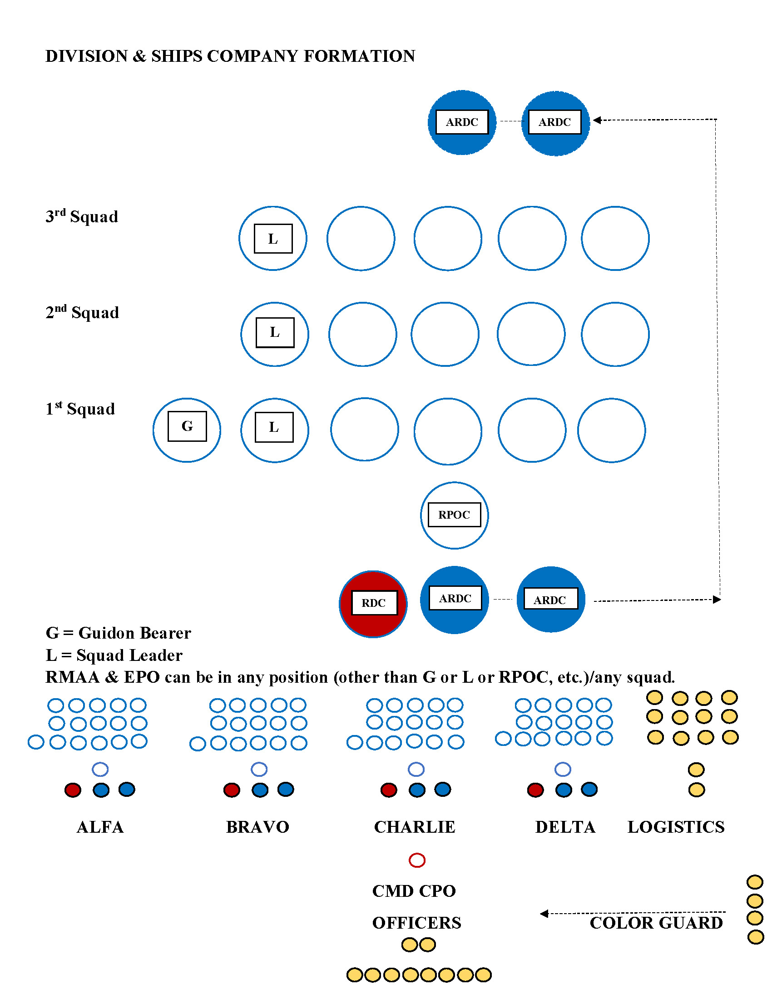 DIVISION & SHIPS COMPANY FORMATION
ARDC ARDC
3rd Squad L
2nd Squad L
1st Squad G L
RPOC
RDC ARDC ARDC
G = Guidon Bearer
L = Squad Leader
RMAA & EPO can be in any position (other than G or L or RPOC, etc.)/any squad.
ALFA BRAVO CHARLIE DELTA LOGISTICS
CMD CPO
OFFICERS COLOR GUARD